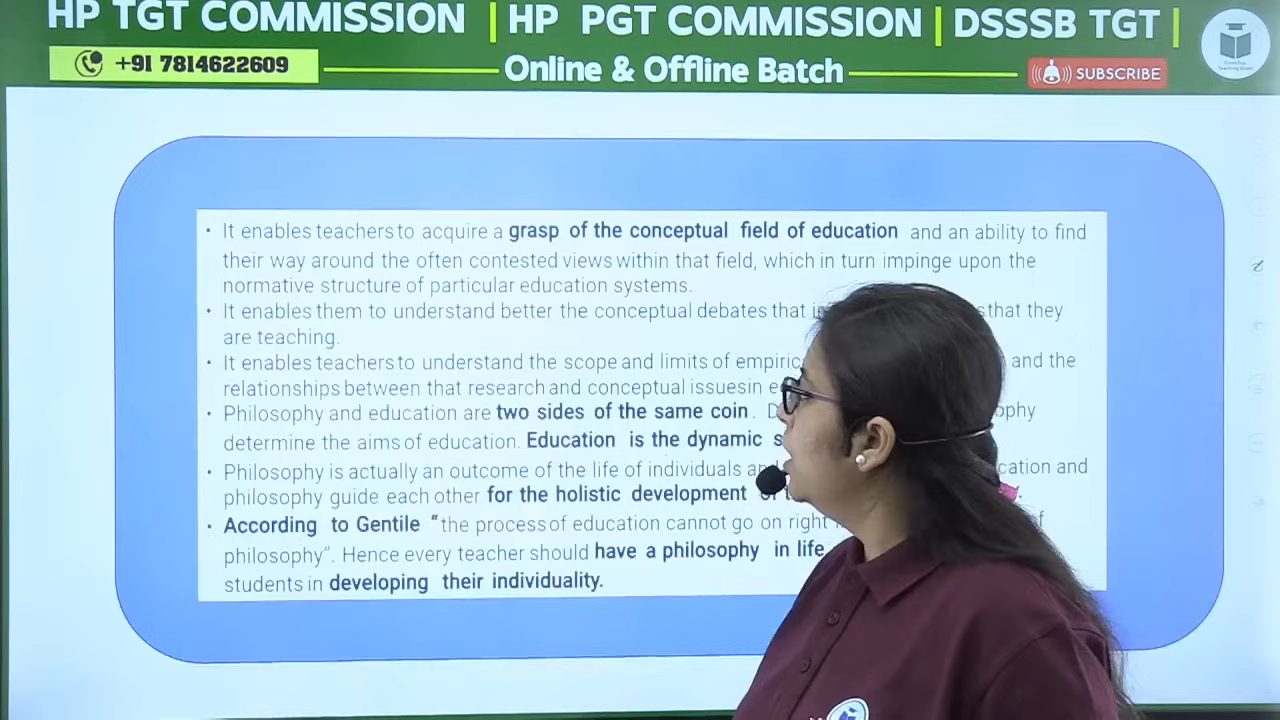 HP TGT COMMISSION | HP PGT COMMISSION | DSSSB TGT |
+91 7814622609
Online & Offline Batch
SUBSCRIBE
• It enables teachers to acquire a grasp of the conceptual field of education and an ability to find
their way around the often contested views within that field, which in turn impinge upon the
normative structure of particular education systems.
• It enables them to understand better the conceptual debates that that they
are teaching.
• It enables teachers to understand the scope and limits of and the
relationships between that research and conceptual issuesin
• Philosophy and education are two sides of the same coin.
determine the aims of education. Education is the dynamic
• Philosophy is actually an outcome of the life of individuals and
philosophy guide each other for the holistic development of
• According to Gentile "the process of education cannot go on right of
philosophy". Hence every teacher should have a philosophy in life
students in developing their individuality.